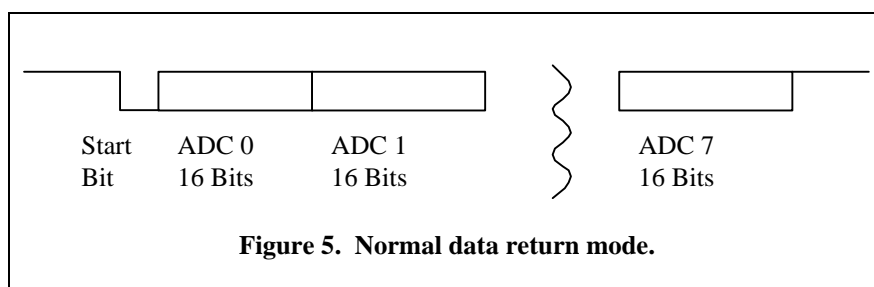 Start ADC 0 ADC 1 ADC 7
Bit 16 Bits 16 Bits 16 Bits
Figure 5. Normal data return mode.